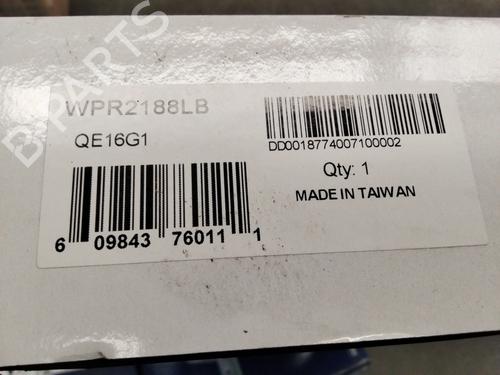 WPR2188LB
QE16G1
DD0018774007100002
Qty: 1
MADE IN TAIWAN
6 09843 76011 1
B PARTS